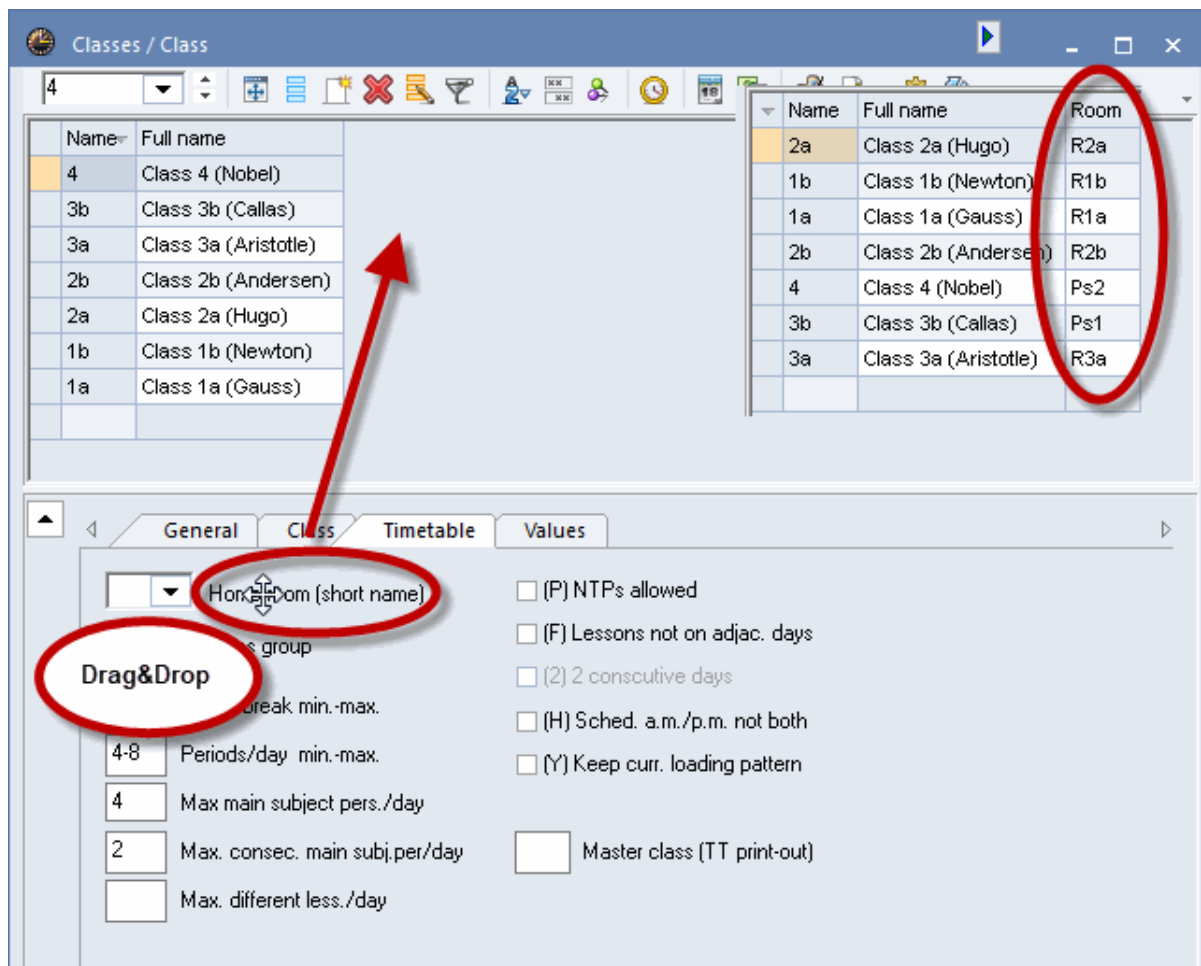 Classes / Class
4
Name Full name
4 Class 4 (Nobel)
3b Class 3b (Callas)
3a Class 3a (Aristotle)
2b Class 2b (Andersen)
2a Class 2a (Hugo)
1b Class 1b (Newton)
1a Class 1a (Gauss)
Name Full name Room
2a Class 2a (Hugo) R2a
1b Class 1b (Newton) R1b
1a Class 1a (Gauss) R1a
2b Class 2b (Andersen) R2b
4 Class 4 (Nobel) Ps2
3b Class 3b (Callas) Ps1
3a Class 3a (Aristotle) R3a
General Class Timetable Values
(short name)
group
Drag&Drop
break min.-max.
4-8 Periods/day min.-max.
4 Max main subject pers./day
2 Max. consec. main subj.per/day
Max. different less./day
(P) NTPs allowed
(F) Lessons not on adjac. days
(2) 2 conscutive days
(H) Sched. a.m./p.m. not both
(Y) Keep curr. loading pattern
Master class (TT print-out)